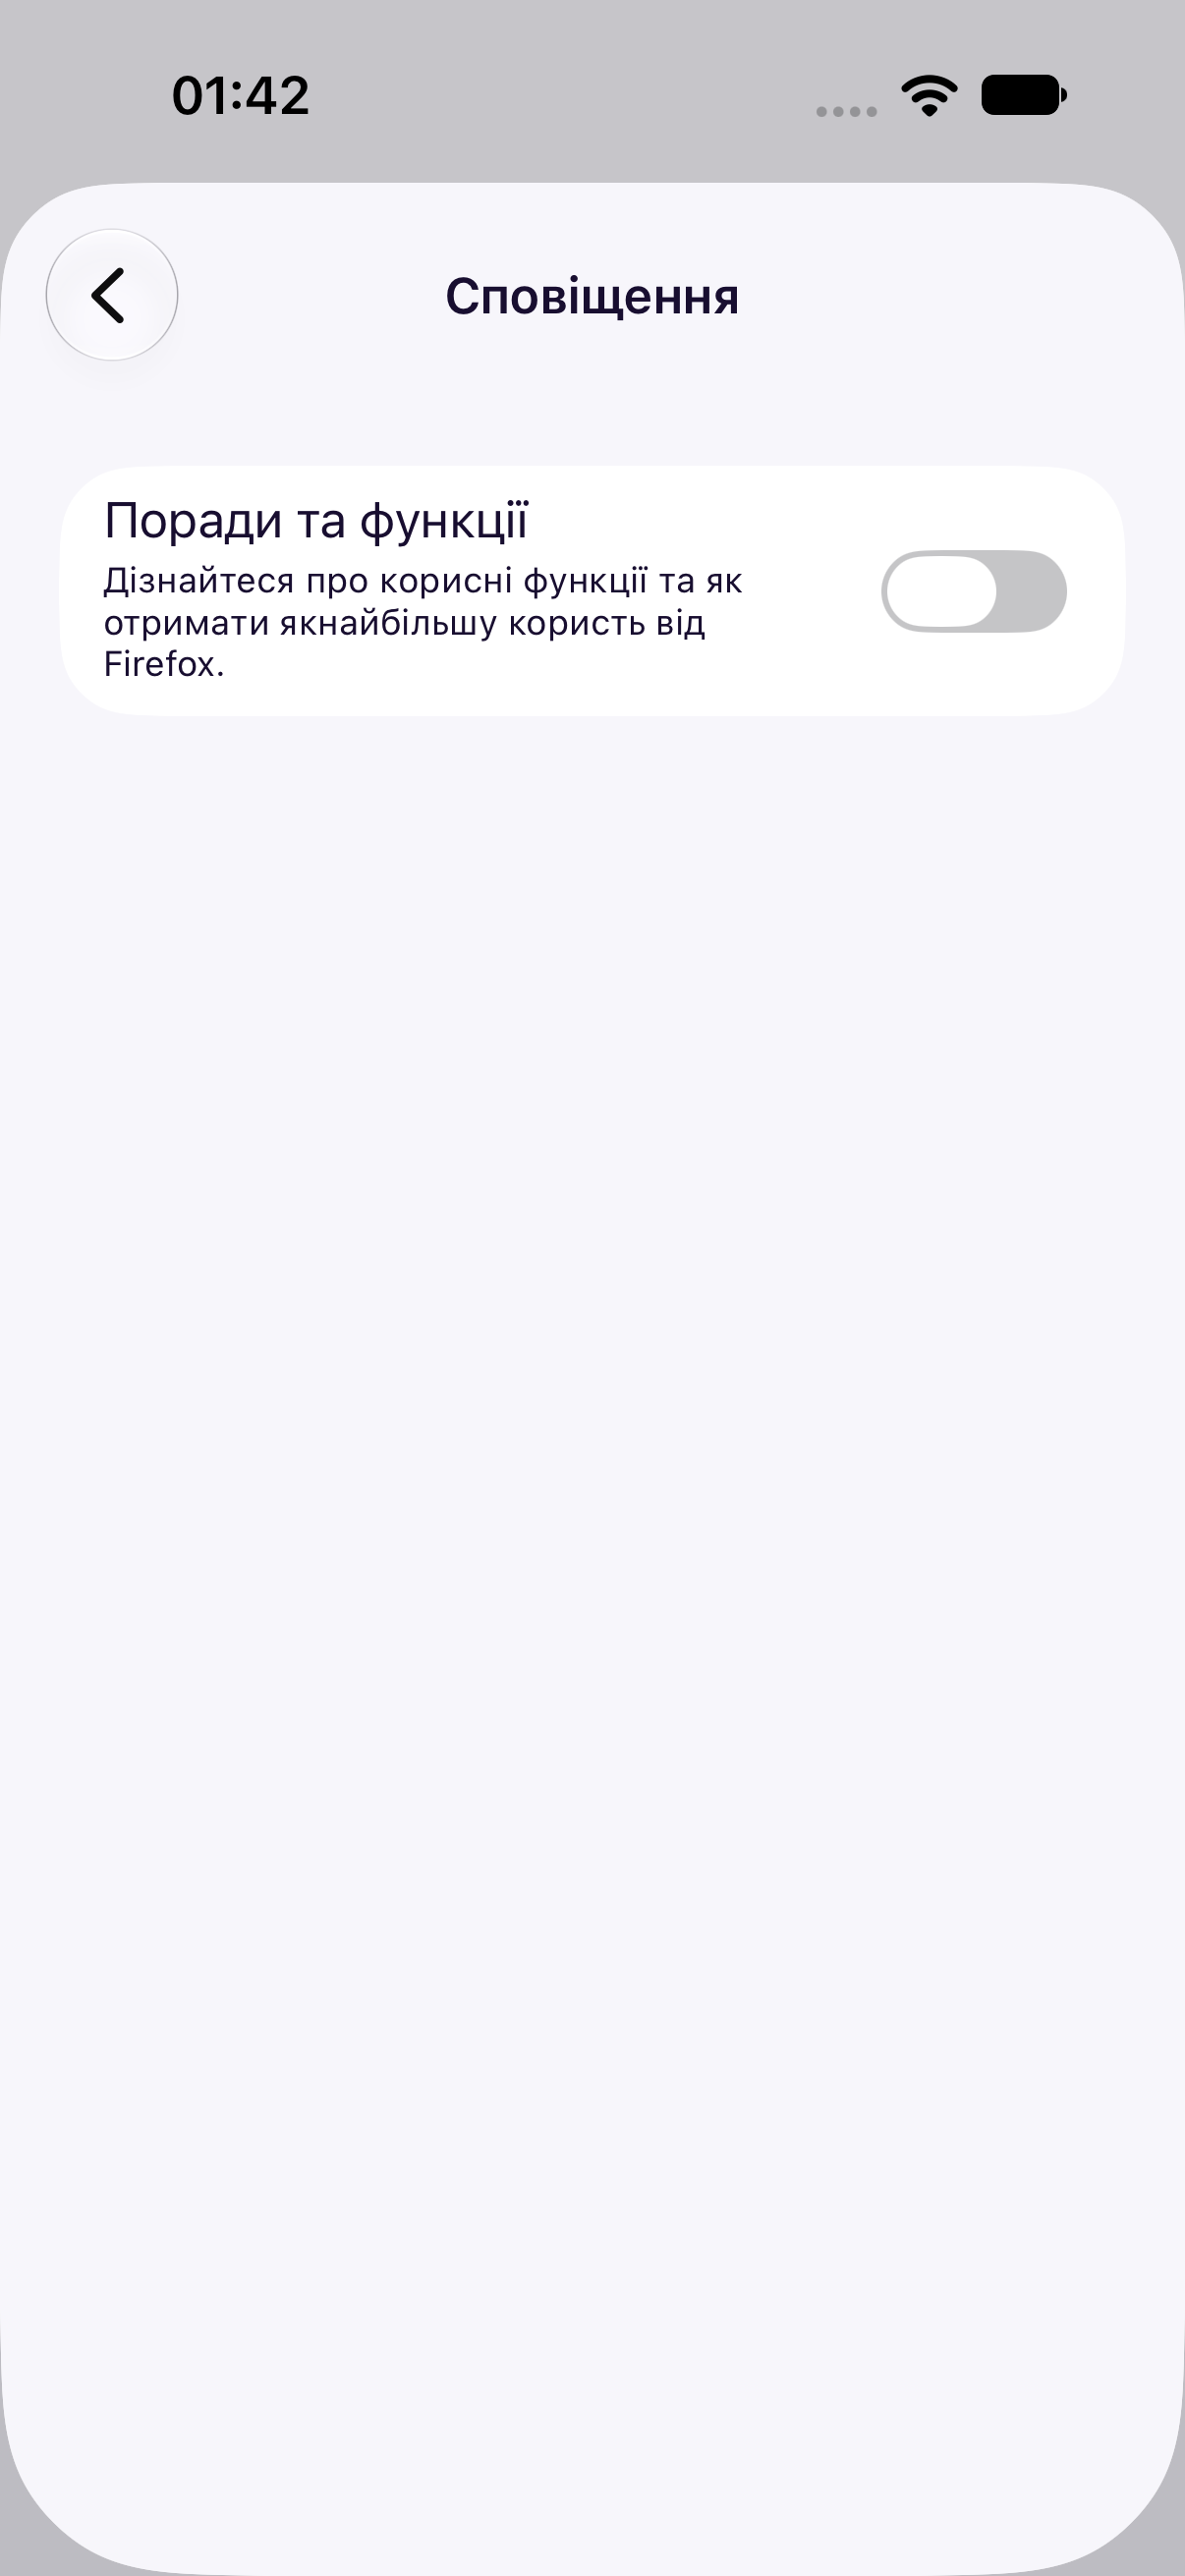 01:42
Сповіщення
Поради та функції
Дізнайтеся про корисні функції та як
отримати якнайбільшу користь від
Firefox.